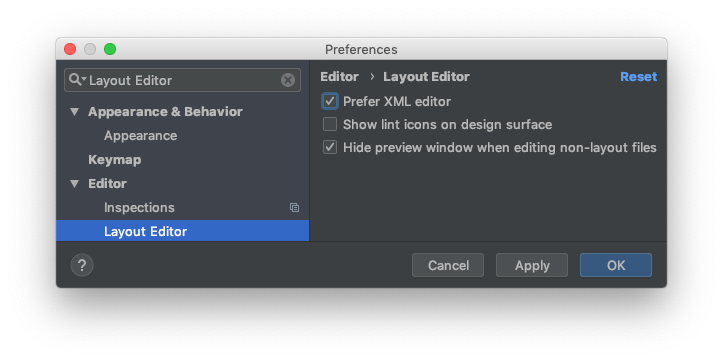 Preferences
Layout Editor
Appearance & Behavior
Appearance
Keymap
Editor
Inspections
Layout Editor
Editor › Layout Editor
Reset
Prefer XML editor
Show lint icons on design surface
Hide preview window when editing non-layout files
?
Cancel
Apply
OK